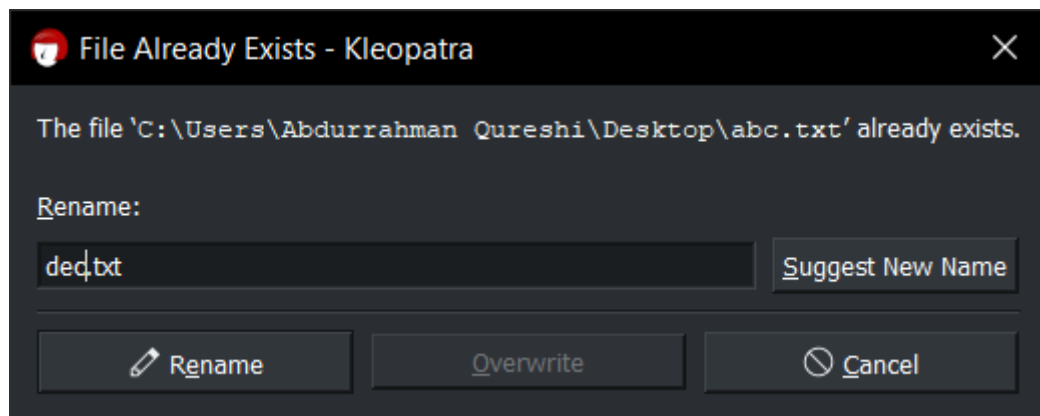 File Already Exists - Kleopatra
The file ‘C:\Users\Abdurrahman Qureshi\Desktop\abc.txt’ already exists.
Rename:
dec.txt
Suggest New Name
Rename
Overwrite
Cancel